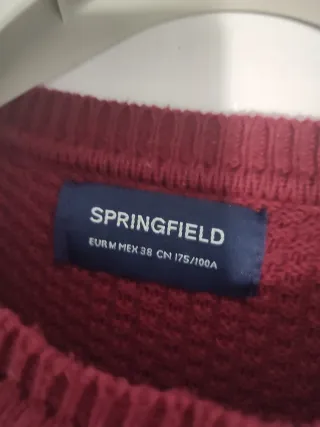 SPRINGFIELD
EUR M MEX 38 CN 175/100A